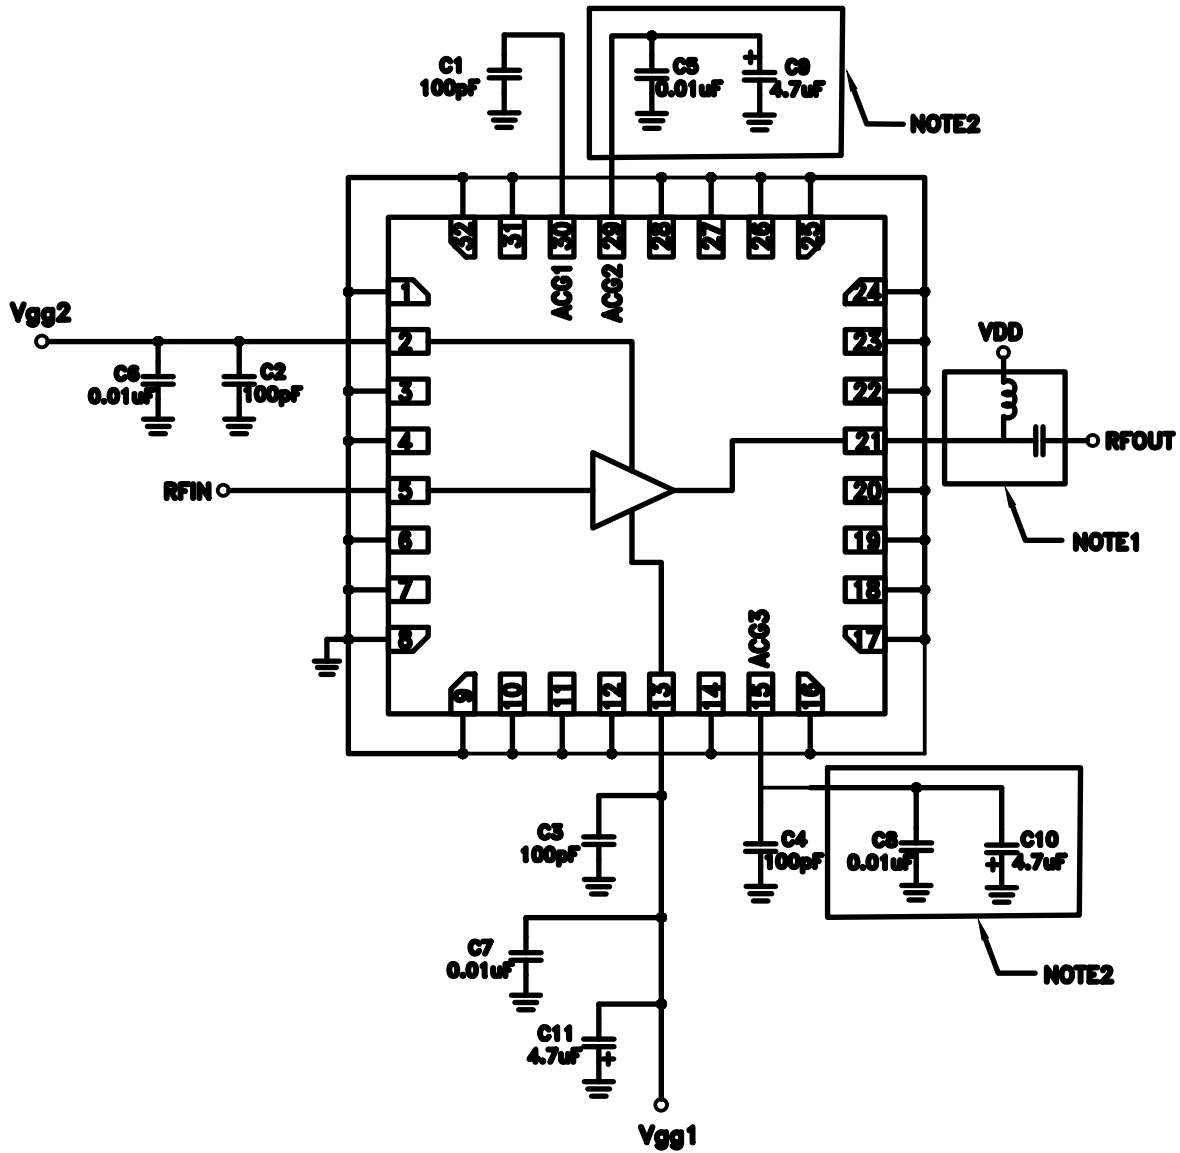 C1
100pF
C5
0.01uF
+
C9
4.7uF
NOTE2
32
31
30
29
28
27
26
25
ACG1
ACG2
1
2
3
4
5
6
7
8
24
23
22
21
20
19
18
17
Vgg2
C6
0.01uF
C2
100pF
RFIN
VDD
RFOUT
NOTE1
ACG3
9
10
11
12
13
14
15
16
C3
100pF
C4
100pF
C8
0.01uF
+
C10
4.7uF
NOTE2
C7
0.01uF
C11
4.7uF
+
Vgg1